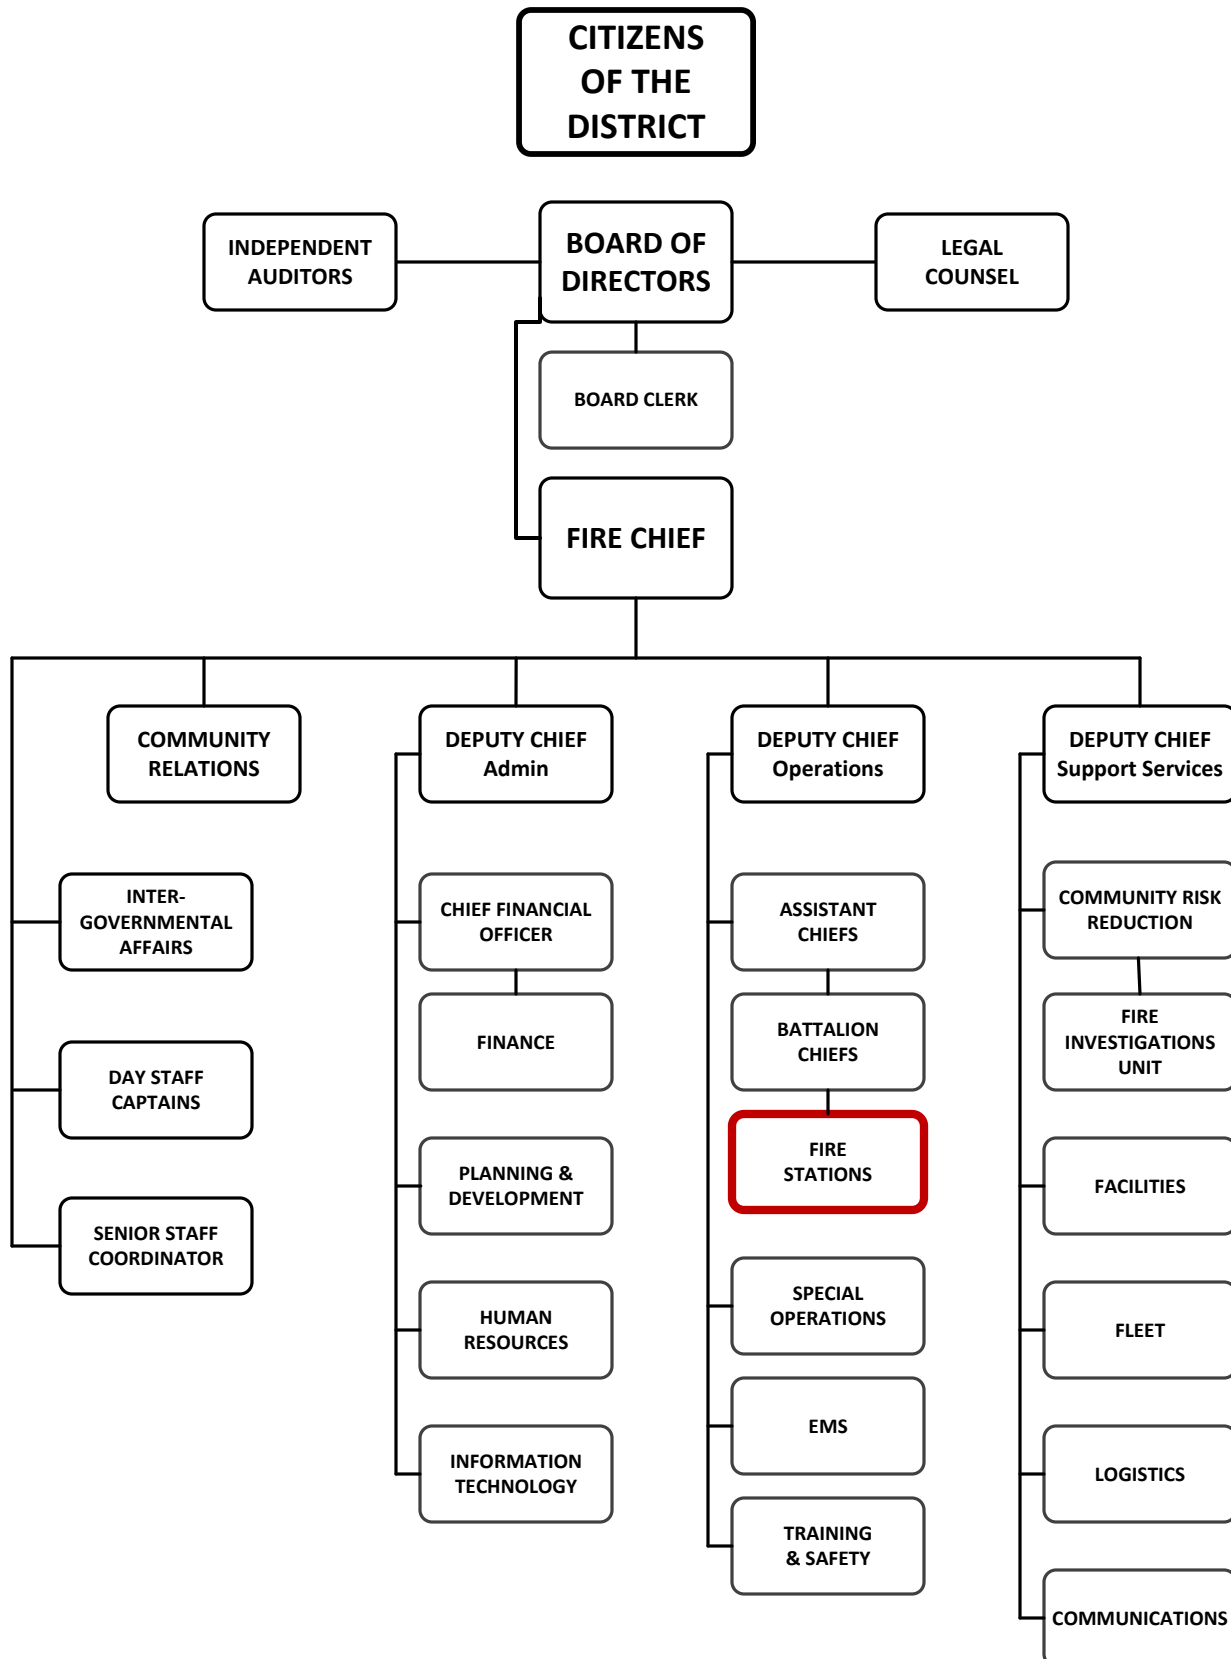 CITIZENS
OF THE
DISTRICT
INDEPENDENT
AUDITORS
BOARD OF
DIRECTORS
LEGAL
COUNSEL
BOARD CLERK
FIRE CHIEF
COMMUNITY
RELATIONS
DEPUTY CHIEF
Admin
DEPUTY CHIEF
Operations
DEPUTY CHIEF
Support Services
INTER-
GOVERNMENTAL
AFFAIRS
DAY STAFF
CAPTAINS
SENIOR STAFF
COORDINATOR
CHIEF FINANCIAL
OFFICER
FINANCE
PLANNING &
DEVELOPMENT
HUMAN
RESOURCES
INFORMATION
TECHNOLOGY
ASSISTANT
CHIEFS
BATTALION
CHIEFS
FIRE
STATIONS
SPECIAL
OPERATIONS
EMS
TRAINING
& SAFETY
COMMUNITY RISK
REDUCTION
FIRE
INVESTIGATIONS
UNIT
FACILITIES
FLEET
LOGISTICS
COMMUNICATIONS